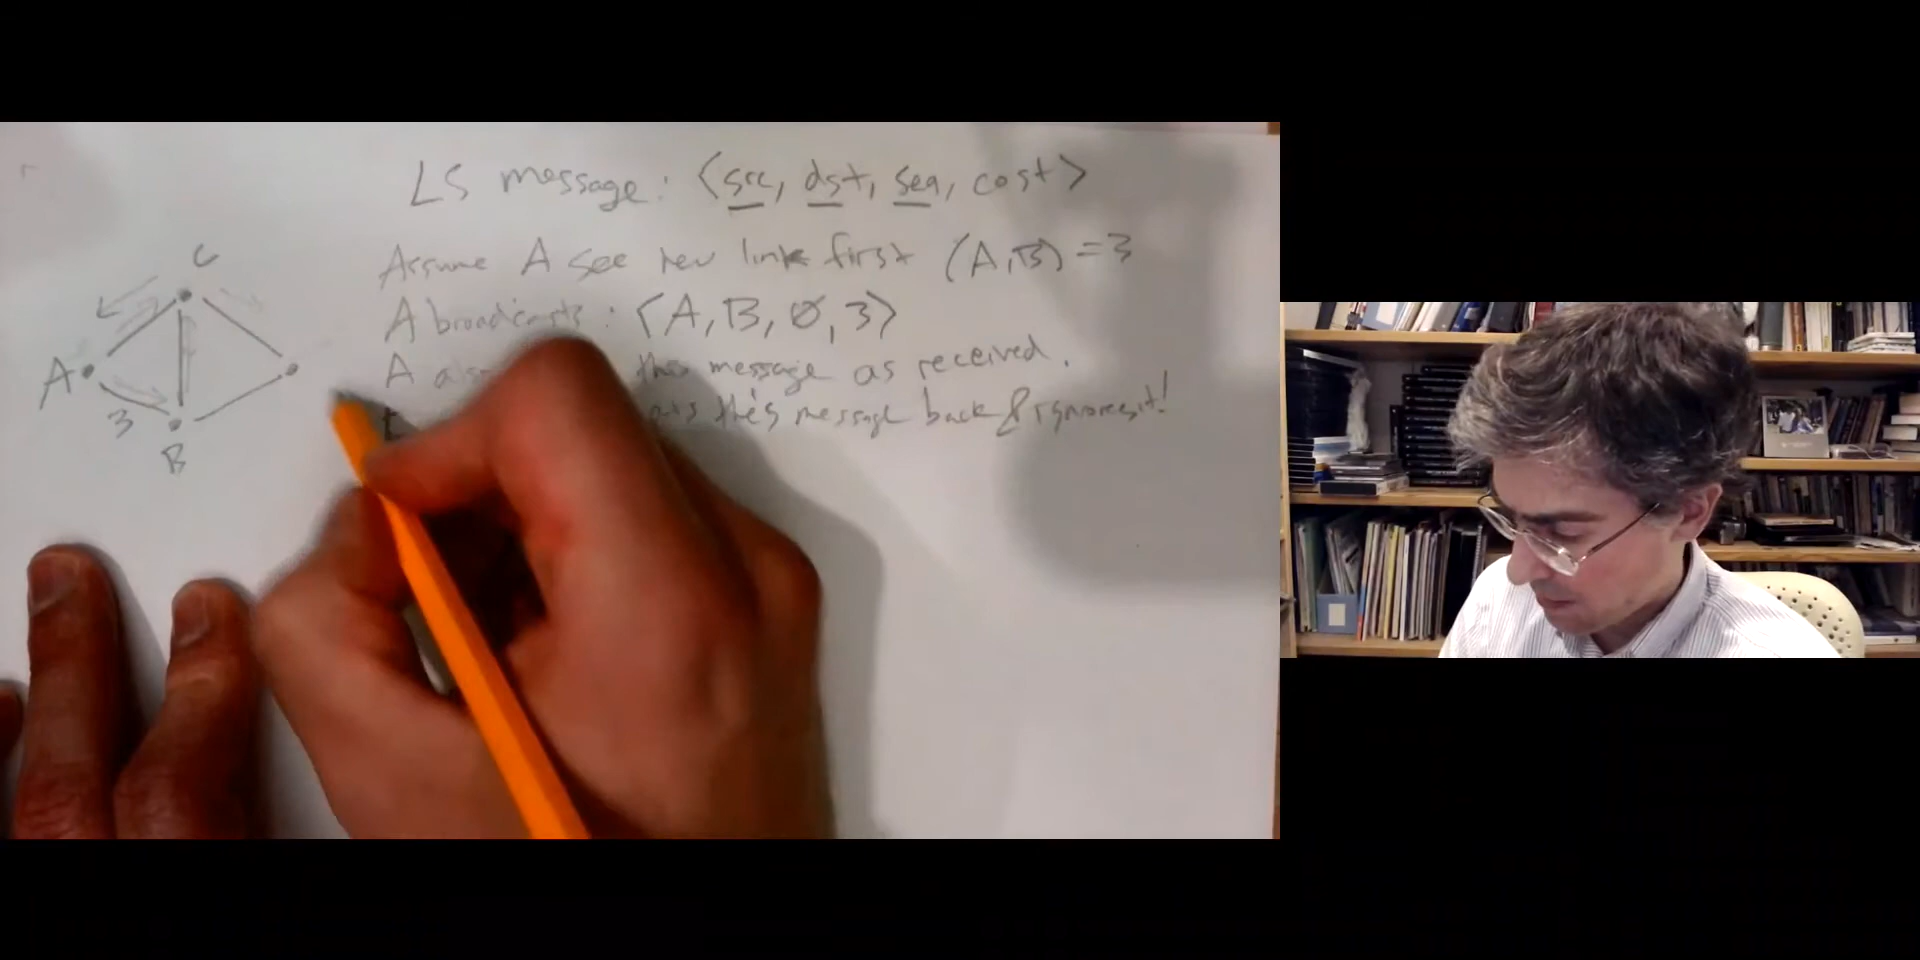 LS message: <src, dst, seq, cost>
Assume A see new link first (A,B)=3
A broadcasts: <A, B, Ø, 3>
A this message as received.
this message back & ignores it!
C
A
3
B